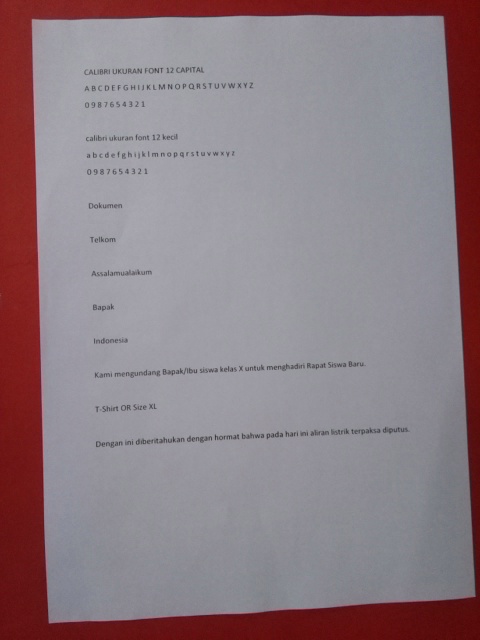 CALIBRI UKURAN FONT 12 CAPITAL
A B C D E F G H I J K L M N O P Q R S T U V W X Y Z
0 9 8 7 6 5 4 3 2 1
calibri ukuran font 12 kecil
a b c d e f g h i j k l m n o p q r s t u v w x y z
0 9 8 7 6 5 4 3 2 1
Dokumen
Telkom
Assalamualaikum
Bapak
Indonesia
Kami mengundang Bapak/Ibu siswa kelas X untuk menghadiri Rapat Siswa Baru.
T-Shirt OR Size XL
Dengan ini diberitahukan dengan hormat bahwa pada hari ini aliran listrik terpaksa diputus.